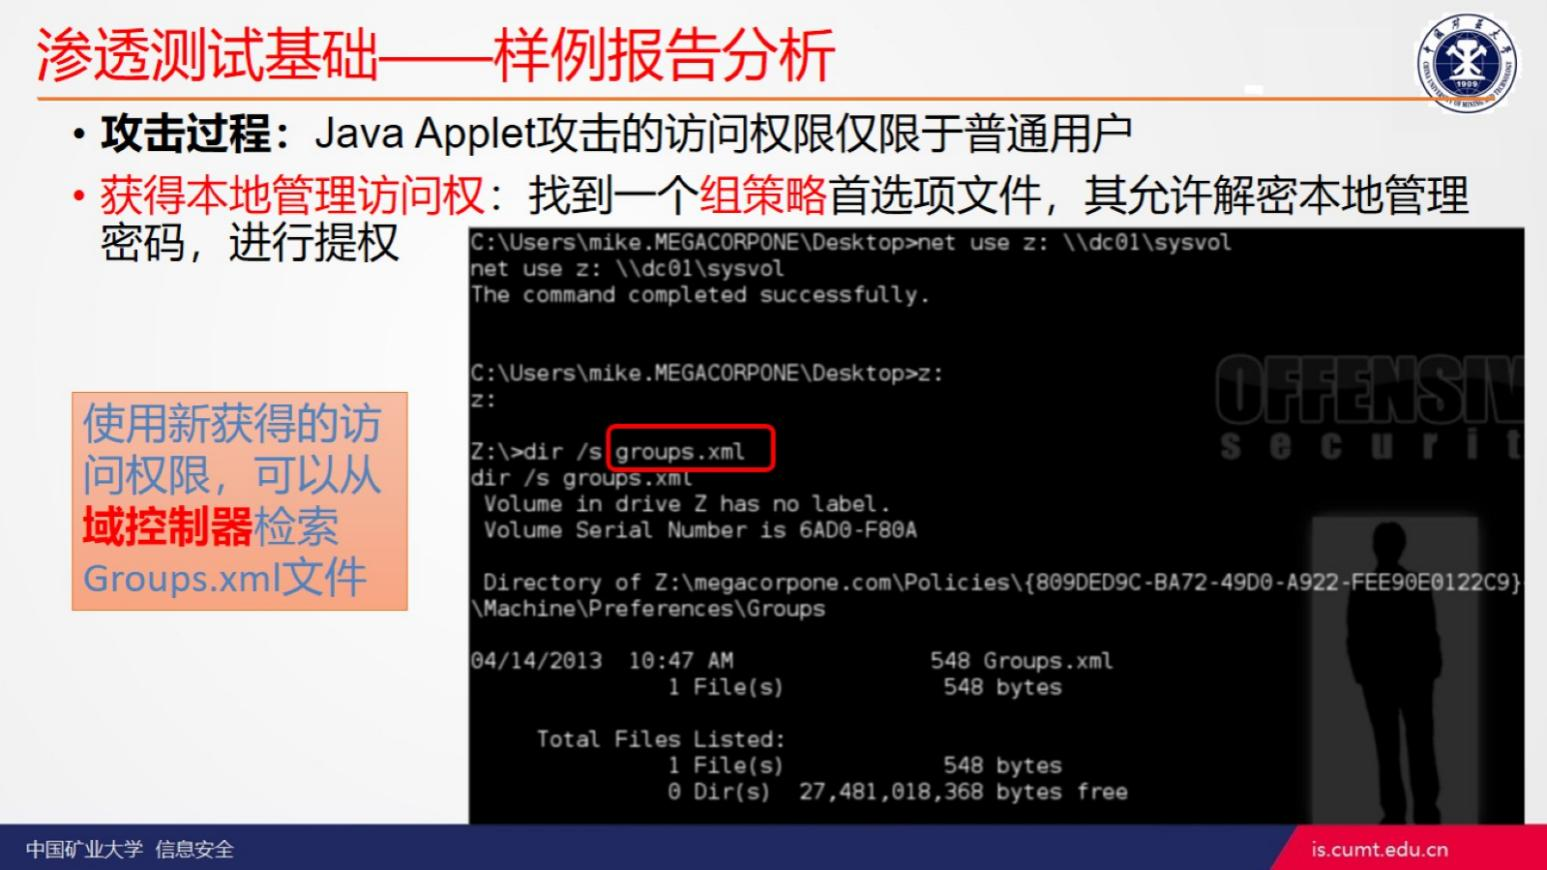 渗透测试基础——样例报告分析
• 攻击过程：Java Applet攻击的访问权限仅限于普通用户
• 获得本地管理访问权：找到一个组策略首选项文件，其允许解密本地管理
密码，进行提权
使用新获得的访
问权限，可以从
域控制器检索
Groups.xml文件
C:\Users\mike.MEGACORPONE\Desktop>net use z: \\dc01\sysvol
net use z: \\dc01\sysvol
The command completed successfully.
C:\Users\mike.MEGACORPONE\Desktop>z:
z:
Z:\>dir /s groups.xml
dir /s groups.xml
Volume in drive Z has no label.
Volume Serial Number is 6AD0-F80A
Directory of Z:\megacorpone.com\Policies\{809DED9C-BA72-49D0-A922-FEE90E0122C9}
\Machine\Preferences\Groups
04/14/2013 10:47 AM 548 Groups.xml
1 File(s) 548 bytes
Total Files Listed:
1 File(s) 548 bytes
0 Dir(s) 27,481,018,368 bytes free
OFFENSIV
securit
1909
中国矿业大学 信息安全
is.cumt.edu.cn